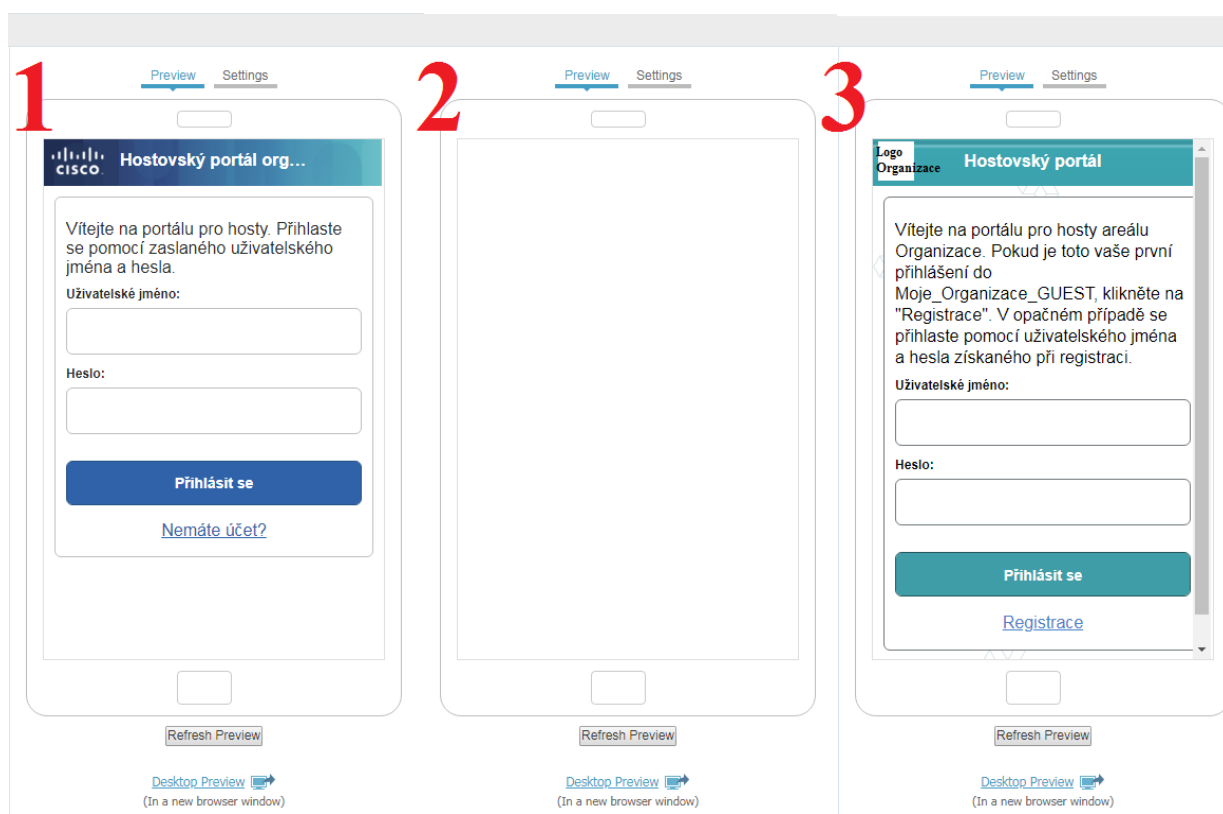 1
Preview Settings
CISCO
Hostovský portál org...
Vítejte na portálu pro hosty. Přihlaste
se pomocí zaslaného uživatelského
jména a hesla.
Uživatelské jméno:
Heslo:
Přihlásit se
Nemáte účet?
Refresh Preview
Desktop Preview
(In a new browser window)
2
Preview Settings
Refresh Preview
Desktop Preview
(In a new browser window)
3
Preview Settings
Logo
Organizace
Hostovský portál
Vítejte na portálu pro hosty areálu
Organizace. Pokud je toto vaše první
přihlášení do
Moje_Organizace_GUEST, klikněte na
"Registrace". V opačném případě se
přihlaste pomocí uživatelského jména
a hesla získaného při registraci.
Uživatelské jméno:
Heslo:
Přihlásit se
Registrace
Refresh Preview
Desktop Preview
(In a new browser window)